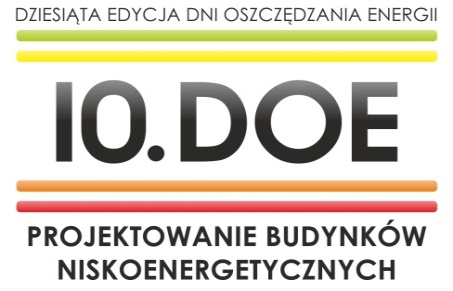 DZIESIĄTA EDYCJA DNI OSZCZĘDZANIA ENERGII
10.DOE
PROJEKTOWANIE BUDYNKÓW
NISKOENERGETYCZNYCH